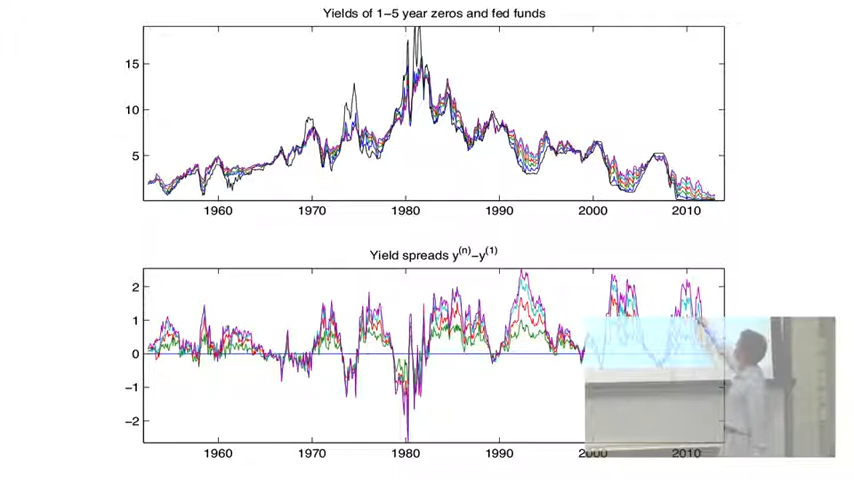 Yields of 1−5 year zeros and fed funds
15
10
5
1960 1970 1980 1990 2000 2010
Yield spreads y(n)−y(1)
2
1
0
−1
−2
1960 1970 1980 1990 2000 2010